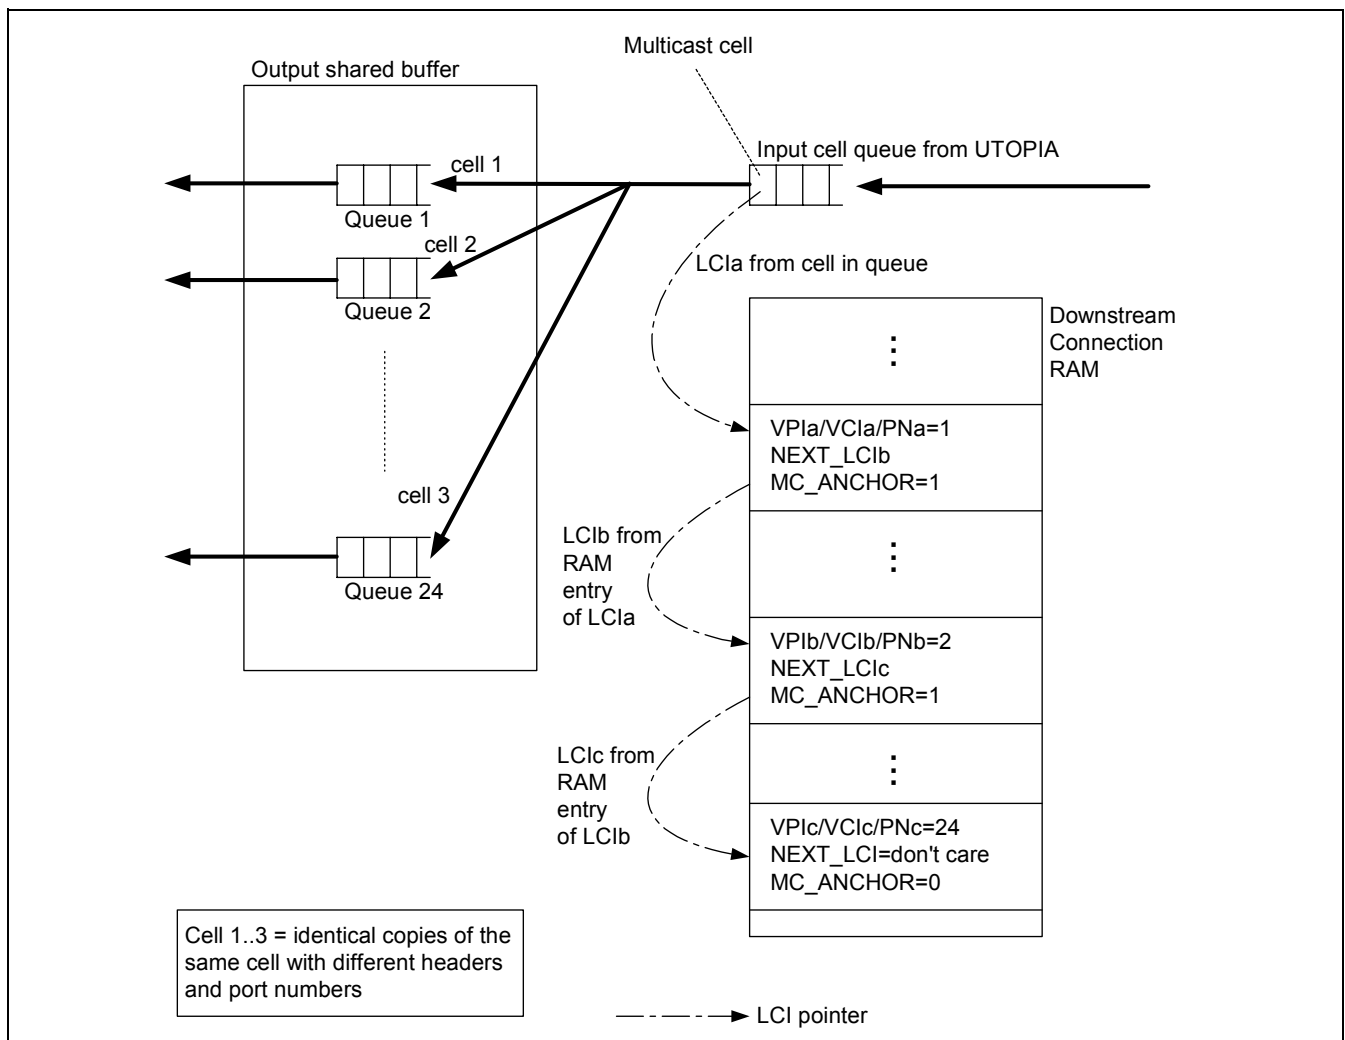 Multicast cell
Output shared buffer
Input cell queue from UTOPIA
cell 1
Queue 1
cell 2
Queue 2
cell 3
Queue 24
LCIa from cell in queue
Downstream
Connection
RAM
VPIa/VCIa/PNa=1
NEXT_LCIb
MC_ANCHOR=1
LCIb from
RAM
entry
of LCIa
VPIb/VCIb/PNb=2
NEXT_LCIc
MC_ANCHOR=1
LCIc from
RAM
entry
of LCIb
VPIc/VCIc/PNc=24
NEXT_LCI=don't care
MC_ANCHOR=0
Cell 1..3 = identical copies of the
same cell with different headers
and port numbers
LCI pointer